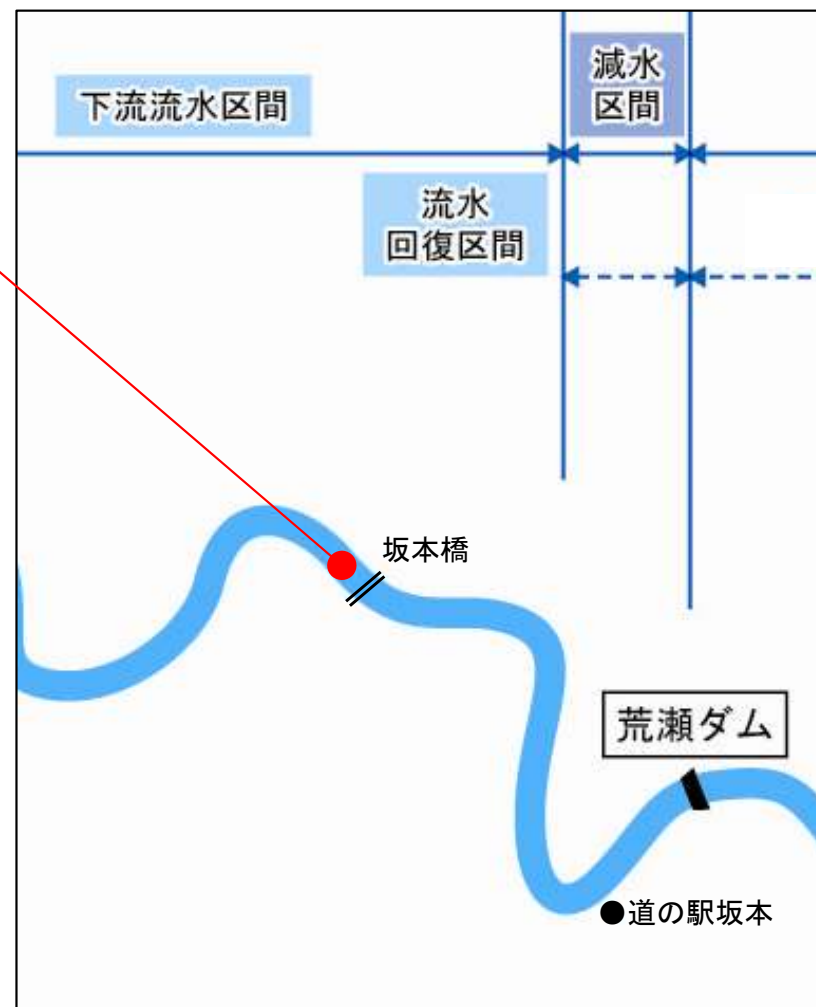 減水
区間
下流流水区間
流水
回復区間
坂本橋
荒瀬ダム
●道の駅坂本